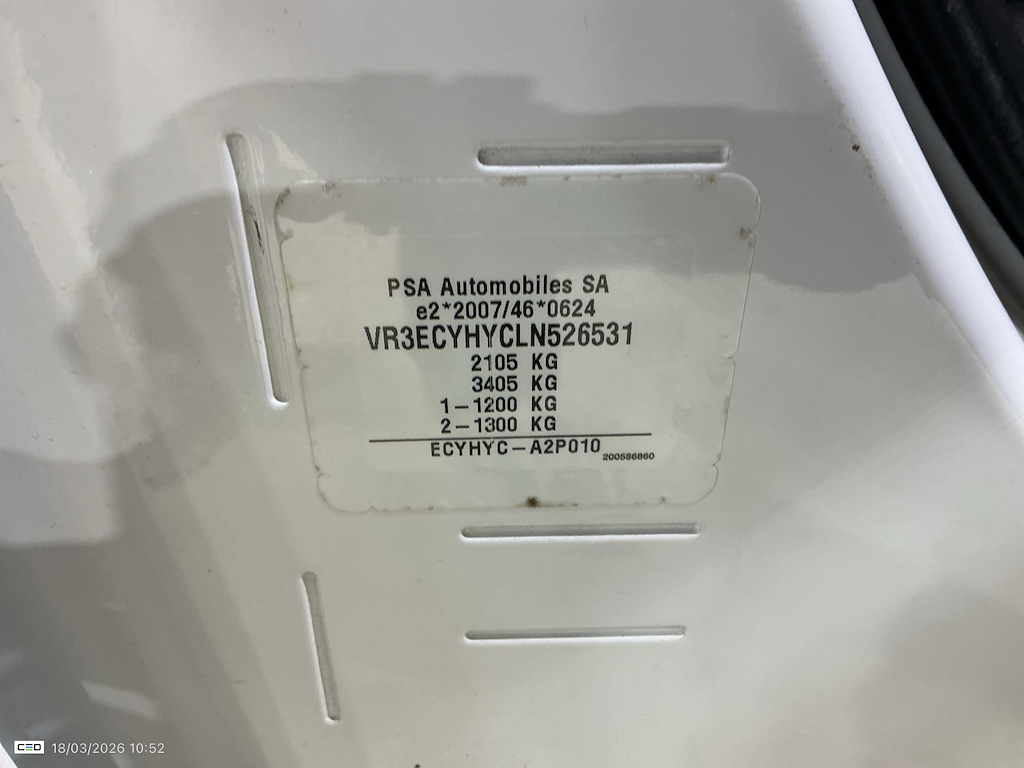 PSA Automobiles SA
e2*2007/46*0624
VR3ECYHYCLN526531
2105 KG
3405 KG
1-1200 KG
2-1300 KG
ECYHYC-A2P010
200586860
CEO 18/03/2026 10:52